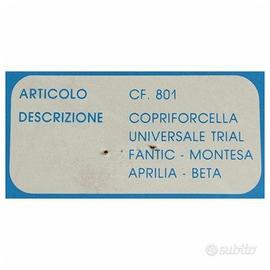 ARTICOLO CF. 801
DESCRIZIONE COPRIFORCELLA
UNIVERSALE TRIAL
FANTIC - MONTESA
APRILIA - BETA
subito